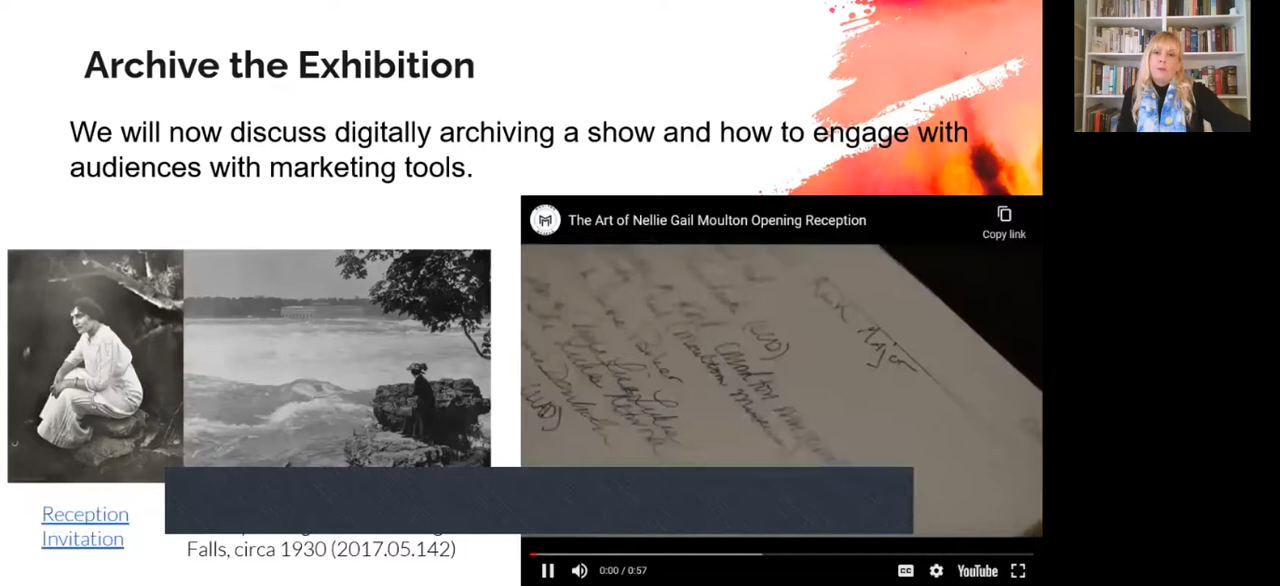 Archive the Exhibition
We will now discuss digitally archiving a show and how to engage with
audiences with marketing tools.
The Art of Nellie Gail Moulton Opening Reception
Copy link
Reception
Invitation
Falls, circa 1930 (2017.05.142)
0:00 / 0:57
CC
YouTube